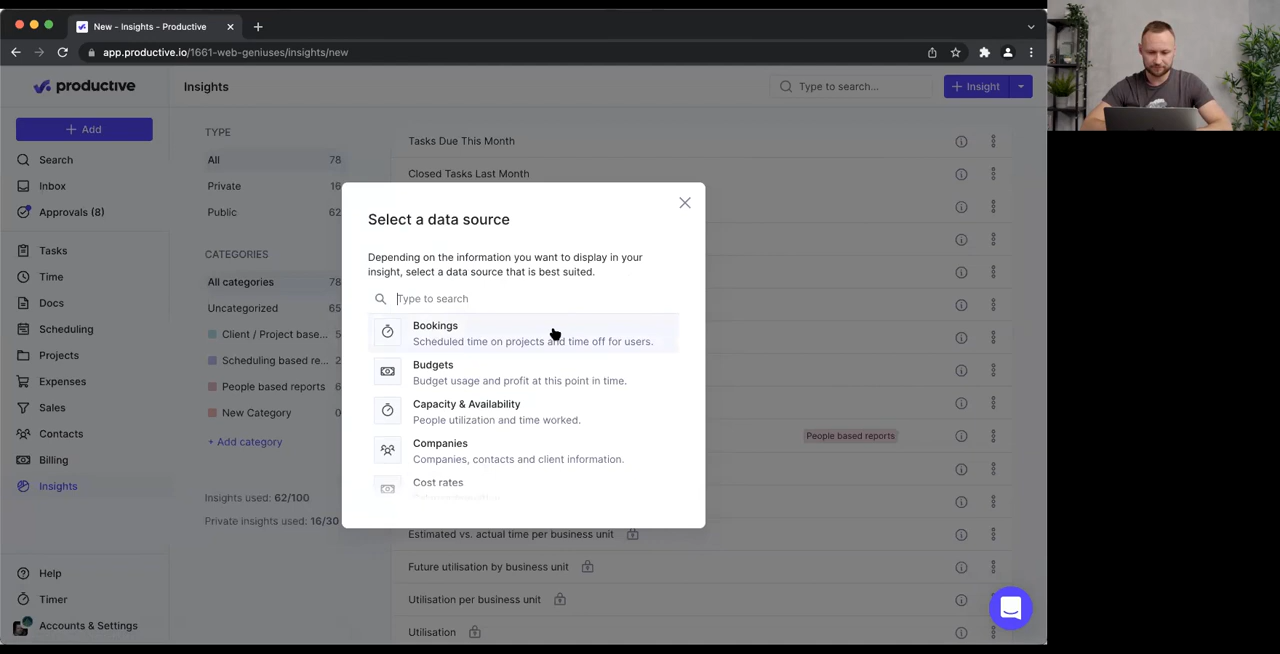 New - Insights - Productive
app.productive.io/1661-web-geniuses/insights/new
productive
Insights
Type to search...
+ Insight
+ Add
Search
Inbox
Approvals (8)
Tasks
Time
Docs
Scheduling
Projects
Expenses
Sales
Contacts
Billing
Insights
Help
Timer
Accounts & Settings
TYPE
All 78
Private 16
Public 62
CATEGORIES
All categories 78
Uncategorized 65
Client / Project base... 5
Scheduling based re... 2
People based reports 6
New Category 0
+ Add category
Insights used: 62/100
Private insights used: 16/30
Tasks Due This Month
Closed Tasks Last Month
People based reports
Estimated vs. actual time per business unit
Future utilisation by business unit
Utilisation per business unit
Utilisation
Select a data source
Depending on the information you want to display in your
insight, select a data source that is best suited.
Type to search
Bookings
Scheduled time on projects and time off for users.
Budgets
Budget usage and profit at this point in time.
Capacity & Availability
People utilization and time worked.
Companies
Companies, contacts and client information.
Cost rates